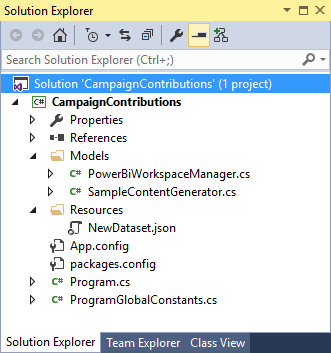 Solution Explorer
Search Solution Explorer (Ctrl+;)
Solution 'CampaignContributions' (1 project)
C# CampaignContributions
Properties
References
Models
C# PowerBiWorkspaceManager.cs
C# SampleContentGenerator.cs
Resources
NewDataset.json
App.config
packages.config
C# Program.cs
C# ProgramGlobalConstants.cs
Solution Explorer Team Explorer Class View